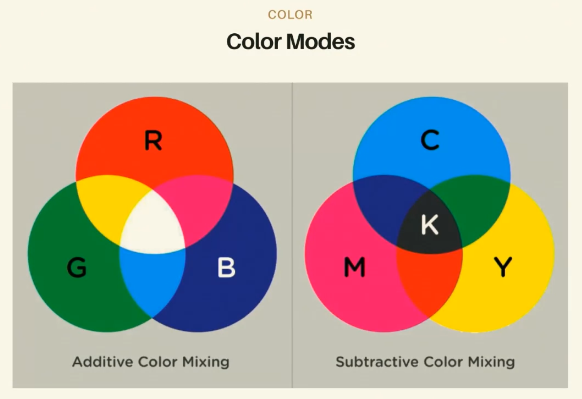 COLOR
Color Modes
R
G
B
Additive Color Mixing
C
K
M
Y
Subtractive Color Mixing